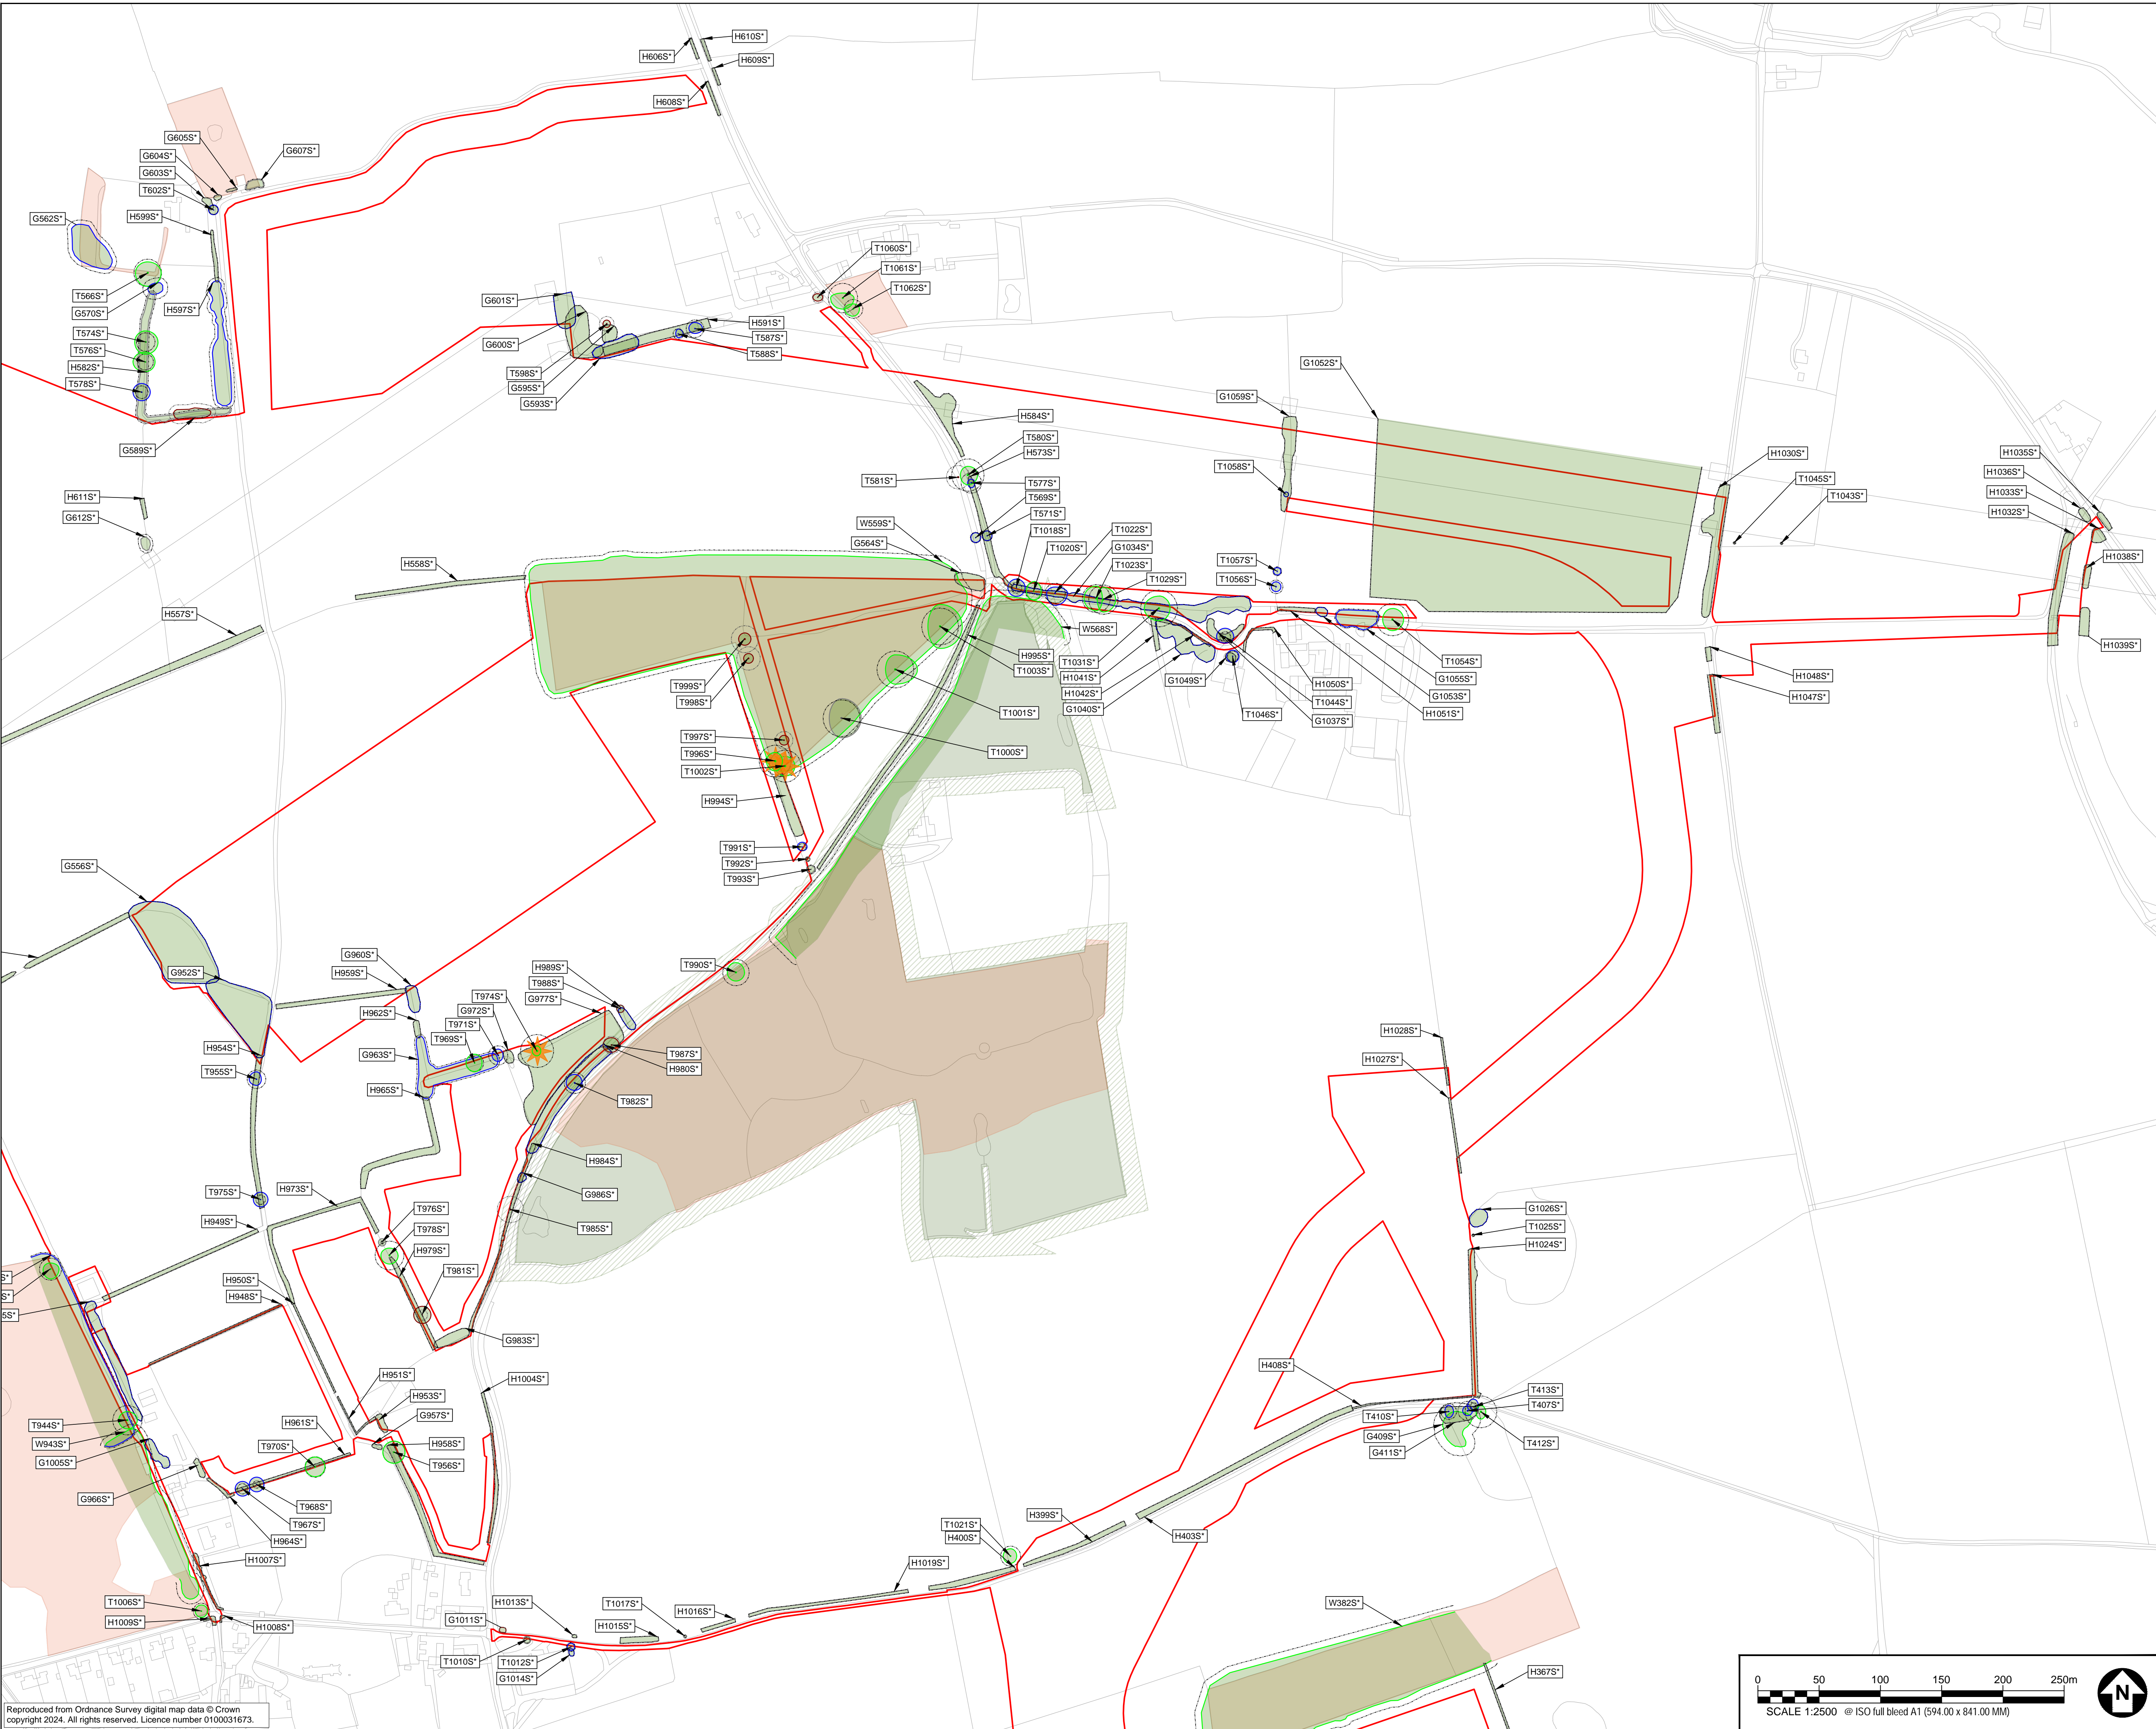 H610S*
H606S*
H609S*
H608S*
G605S*
G604S*
G607S*
G603S*
T602S*
H599S*
G562S*
T1060S*
T1061S*
T566S*
T1062S*
G570S*
H597S*
G601S*
T574S*
H591S*
T576S*
G600S*
T587S*
H582S*
T588S*
T578S*
T598S*
G595S*
G593S*
G1052S*
G1059S*
H584S*
G589S*
T580S*
H573S*
H1030S*
H1035S*
T1058S*
H1036S*
T581S*
T1045S*
T577S*
H1033S*
H611S*
T569S*
T1043S*
H1032S*
G612S*
T571S*
W559S*
T1018S*
T1022S*
G564S*
T1020S*
G1034S*
H1038S*
H558S*
T1023S*
T1057S*
T1029S*
T1056S*
H557S*
W568S*
H1039S*
H995S*
T1031S*
T1054S*
T1003S*
H1041S*
G1055S*
H1048S*
T999S*
G1049S*
H1050S*
H1042S*
G1053S*
H1047S*
T998S*
T1044S*
G1040S*
T1001S*
T1046S*
H1051S*
G1037S*
T997S*
T996S*
T1000S*
T1002S*
H994S*
T991S*
T992S*
G556S*
T993S*
G960S*
H989S*
T990S*
G952S*
H959S*
T988S*
T974S*
G977S*
G972S*
H962S*
T971S*
H1028S*
T969S*
H954S*
G963S*
T987S*
H1027S*
T955S*
H980S*
H965S*
T982S*
H984S*
T975S*
H973S*
G986S*
T976S*
G1026S*
H949S*
T978S*
T985S*
T1025S*
H979S*
H1024S*
T981S*
S*
H950S*
S*
H948S*
5S*
G983S*
H408S*
H951S*
H1004S*
T413S*
H953S*
T407S*
T944S*
G957S*
T410S*
W943S*
H961S*
G409S*
T412S*
G1005S*
T970S*
H958S*
G411S*
T956S*
G966S*
T968S*
T967S*
H399S*
T1021S*
H403S*
H964S*
H400S*
H1007S*
H1019S*
T1006S*
H1013S*
T1017S*
H1016S*
W382S*
H1009S*
G1011S*
H1015S*
H1008S*
T1010S*
T1012S*
G1014S*
H367S*
0 50 100 150 200 250m
N
SCALE 1:2500 @ ISO full bleed A1 (594.00 x 841.00 MM)
Reproduced from Ordnance Survey digital map data © Crown
copyright 2024. All rights reserved. Licence number 0100031673.